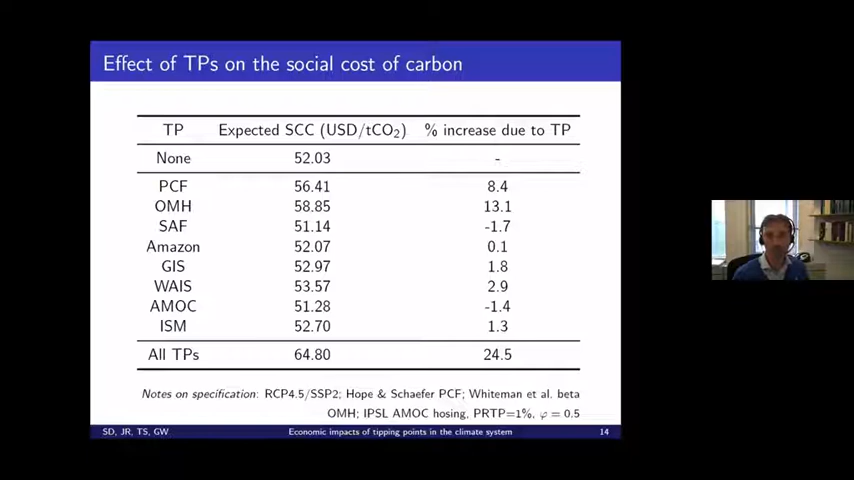 Effect of TPs on the social cost of carbon
TP Expected SCC (USD/tCO₂) % increase due to TP
None 52.03 -
PCF 56.41 8.4
OMH 58.85 13.1
SAF 51.14 -1.7
Amazon 52.07 0.1
GIS 52.97 1.8
WAIS 53.57 2.9
AMOC 51.28 -1.4
ISM 52.70 1.3
All TPs 64.80 24.5
Notes on specification: RCP4.5/SSP2; Hope & Schaefer PCF; Whiteman et al. beta
OMH; IPSL AMOC hosing, PRTP=1%, φ = 0.5
SD, JR, TS, GW Economic impacts of tipping points in the climate system 14